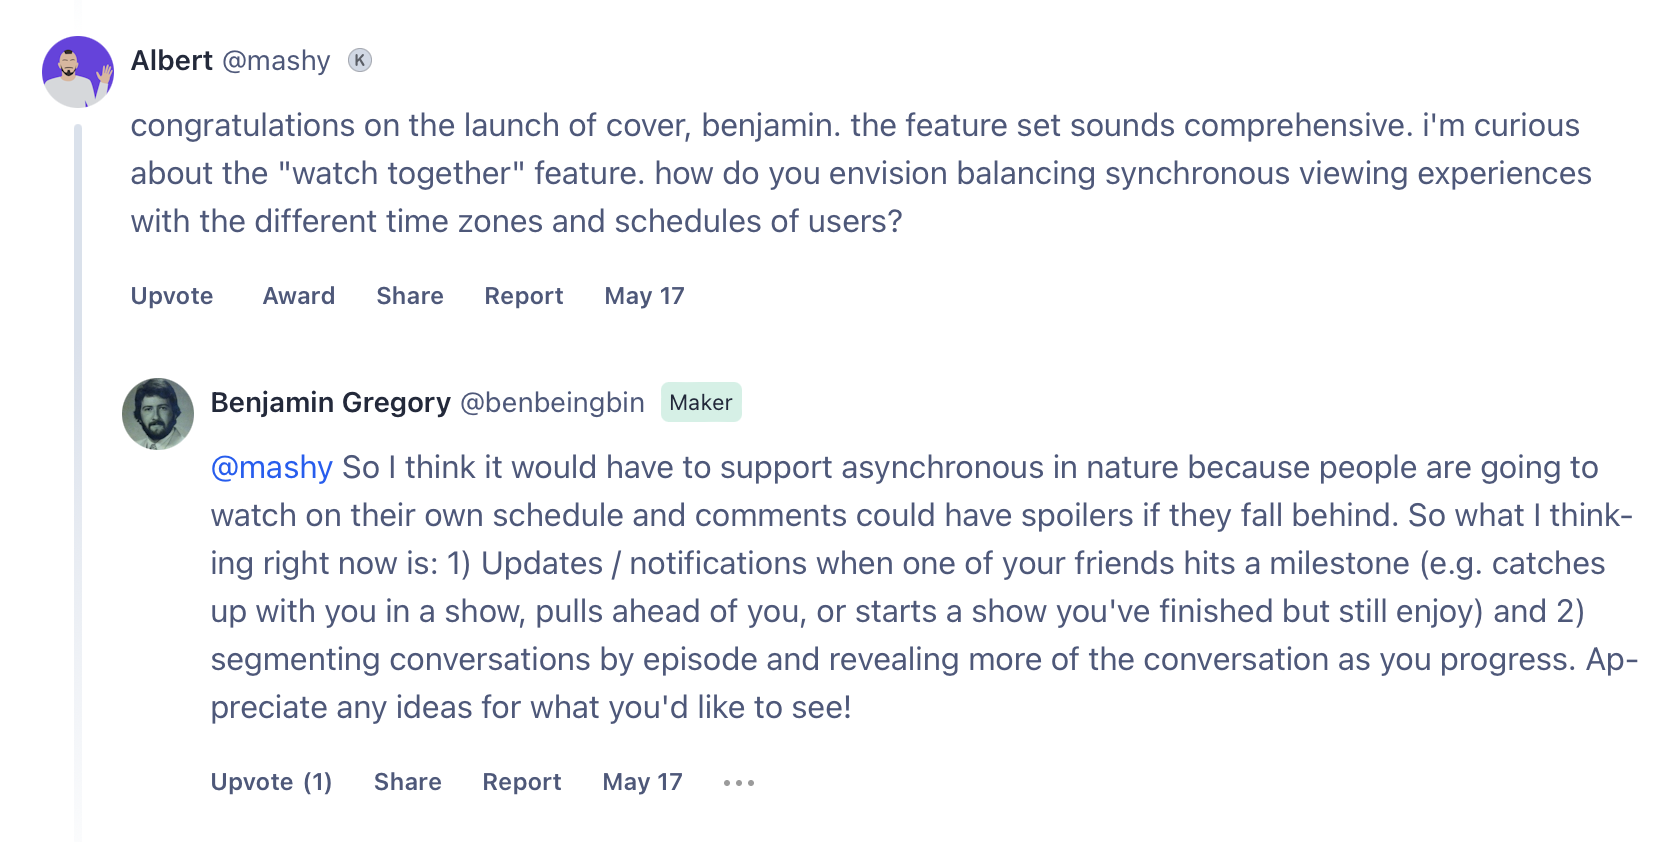 Albert @mashy K
congratulations on the launch of cover, benjamin. the feature set sounds comprehensive. i'm curious
about the "watch together" feature. how do you envision balancing synchronous viewing experiences
with the different time zones and schedules of users?
Upvote Award Share Report May 17
Benjamin Gregory @benbeingbin Maker
@mashy So I think it would have to support asynchronous in nature because people are going to
watch on their own schedule and comments could have spoilers if they fall behind. So what I think-
ing right now is: 1) Updates / notifications when one of your friends hits a milestone (e.g. catches
up with you in a show, pulls ahead of you, or starts a show you've finished but still enjoy) and 2)
segmenting conversations by episode and revealing more of the conversation as you progress. Ap-
preciate any ideas for what you'd like to see!
Upvote (1) Share Report May 17 •••